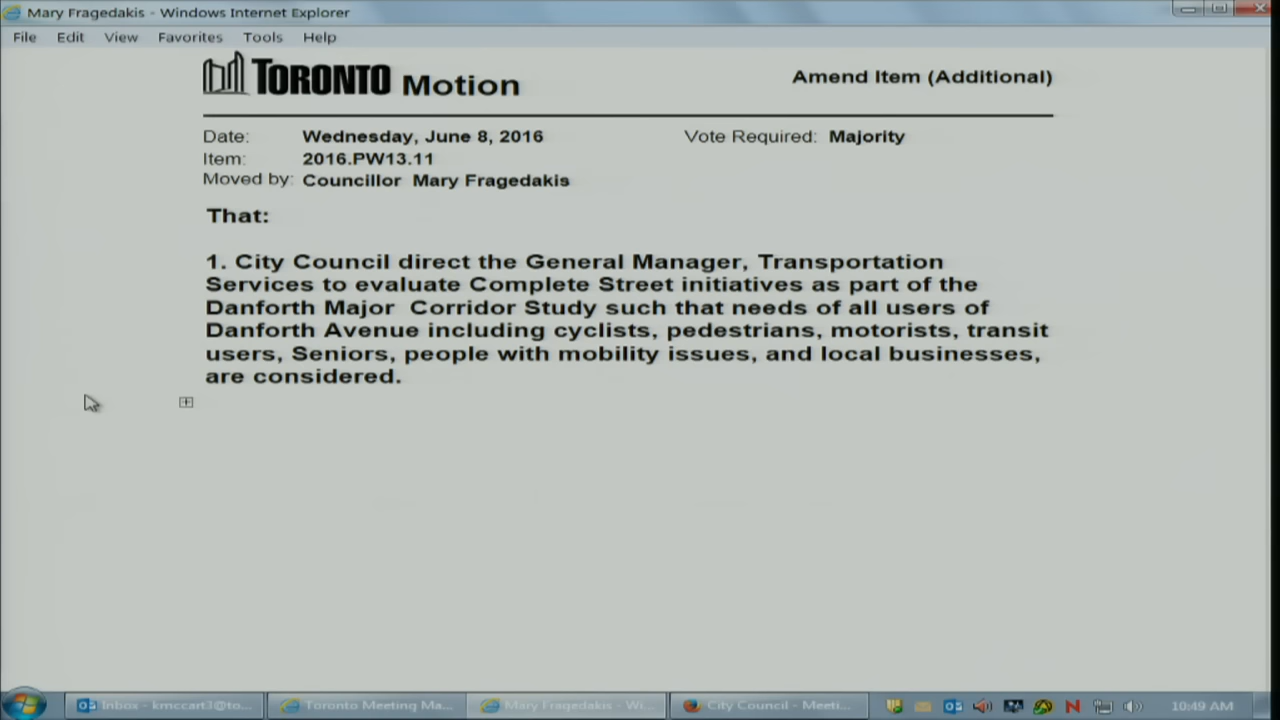 Mary Fragedakis - Windows Internet Explorer
File Edit View Favorites Tools Help
TORONTO Motion
Amend Item (Additional)
Date: Wednesday, June 8, 2016 Vote Required: Majority
Item: 2016.PW13.11
Moved by: Councillor Mary Fragedakis
That:
1. City Council direct the General Manager, Transportation
Services to evaluate Complete Street initiatives as part of the
Danforth Major Corridor Study such that needs of all users of
Danforth Avenue including cyclists, pedestrians, motorists, transit
users, Seniors, people with mobility issues, and local businesses,
are considered.
Inbox - kmccart3@to... Toronto Meeting Ma... Mary Fragedakis - Wi... City Council - Meeti... 10:49 AM